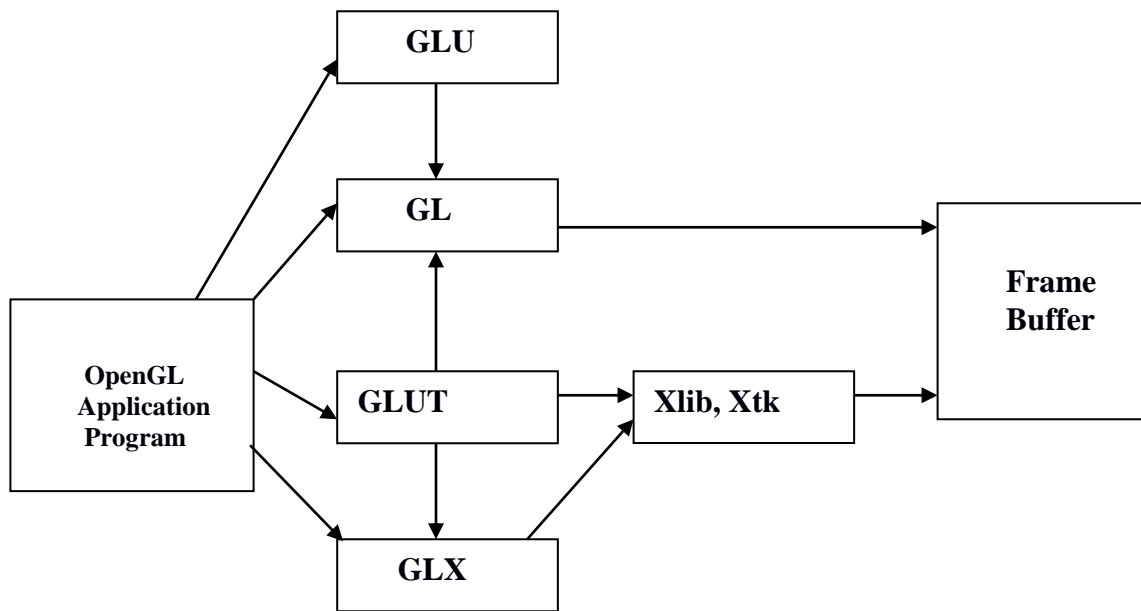 GLU
GL
Frame
Buffer
OpenGL
Application
Program
GLUT
Xlib, Xtk
GLX